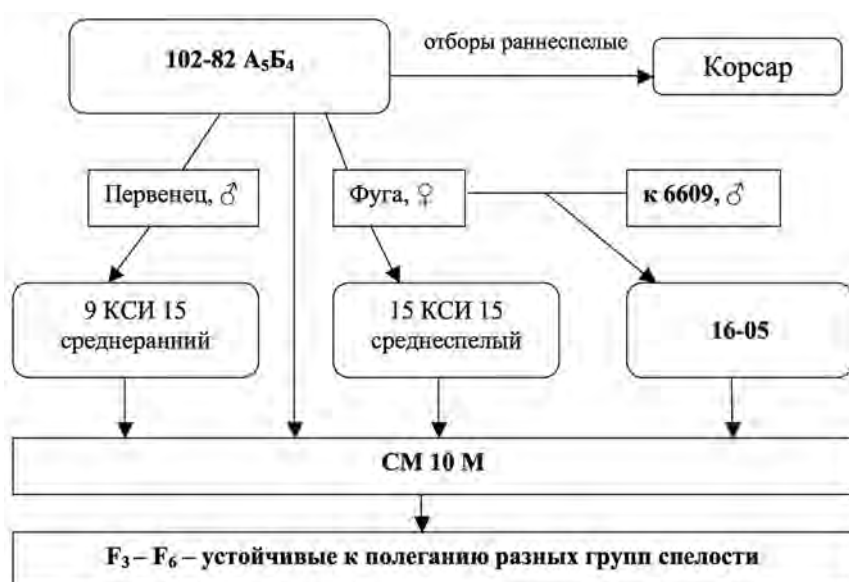 102-82 А₅Б₄
отборы раннеспелые
Корсар
Первенец, ♂
Фуга, ♀
к 6609, ♂
9 КСИ 15
среднеранний
15 КСИ 15
среднеспелый
16-05
СМ 10 М
F₃ – F₆ – устойчивые к полеганию разных групп спелости